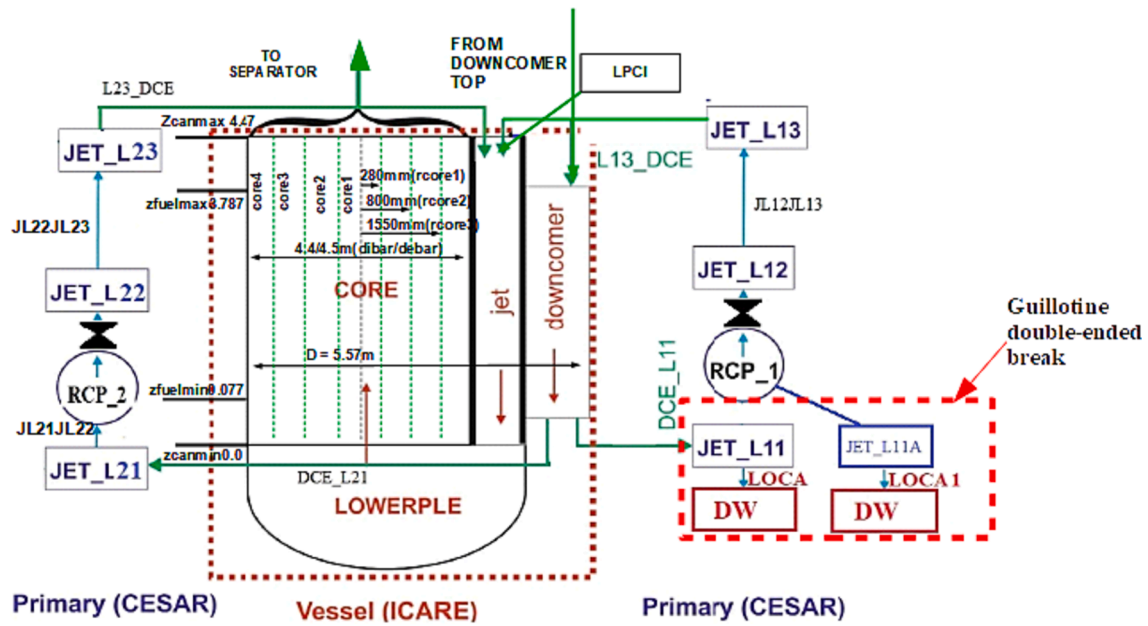 TO
SEPARATOR
FROM
DOWNCOMER
TOP
LPCI
L23_DCE
Zcanmax 4.47
JET_L23
JET_L13
L13_DCE
core4
core3
core2
core1
280mm(rcore1)
800mm(rcore2)
1550mm(rcore3)
zfuelmax3.787
JL22JL23
JL12JL13
4.4/4.5m(dibar/debar)
CORE
jet
downcomer
JET_L22
JET_L12
Guillotine
double-ended
break
D = 5.57m
RCP_2
RCP_1
zfuelmin0.077
DCE_L11
JL21JL22
JET_L21
zcanmin0.0
DCE_L21
JET_L11
JET_L11A
LOCA
LOCA1
LOWERPLE
DW
DW
Primary (CESAR)
Vessel (ICARE)
Primary (CESAR)